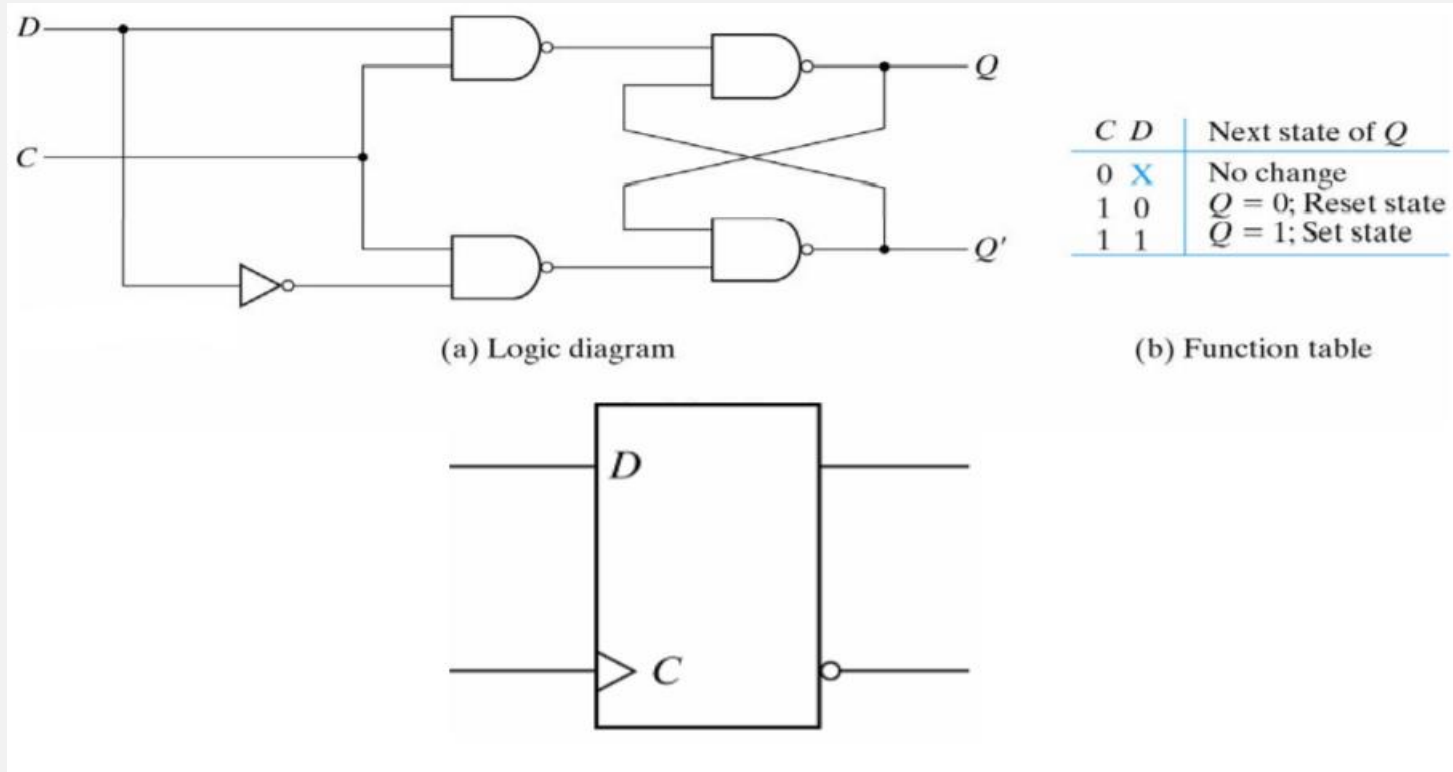 D
C
Q
Q′
C D Next state of Q
0 X No change
1 0 Q = 0; Reset state
1 1 Q = 1; Set state
(a) Logic diagram
(b) Function table
D
C